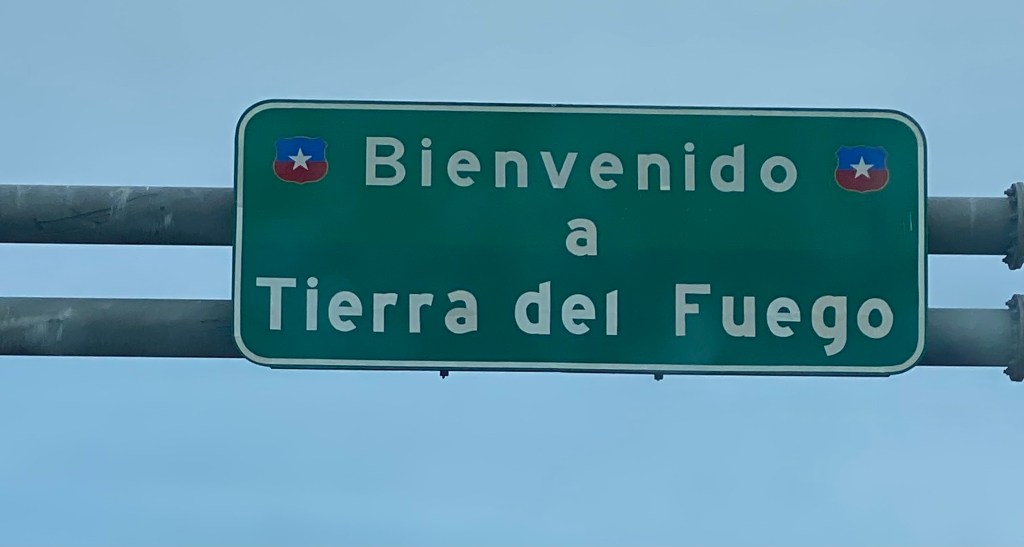 Bienvenido
a
Tierra del Fuego